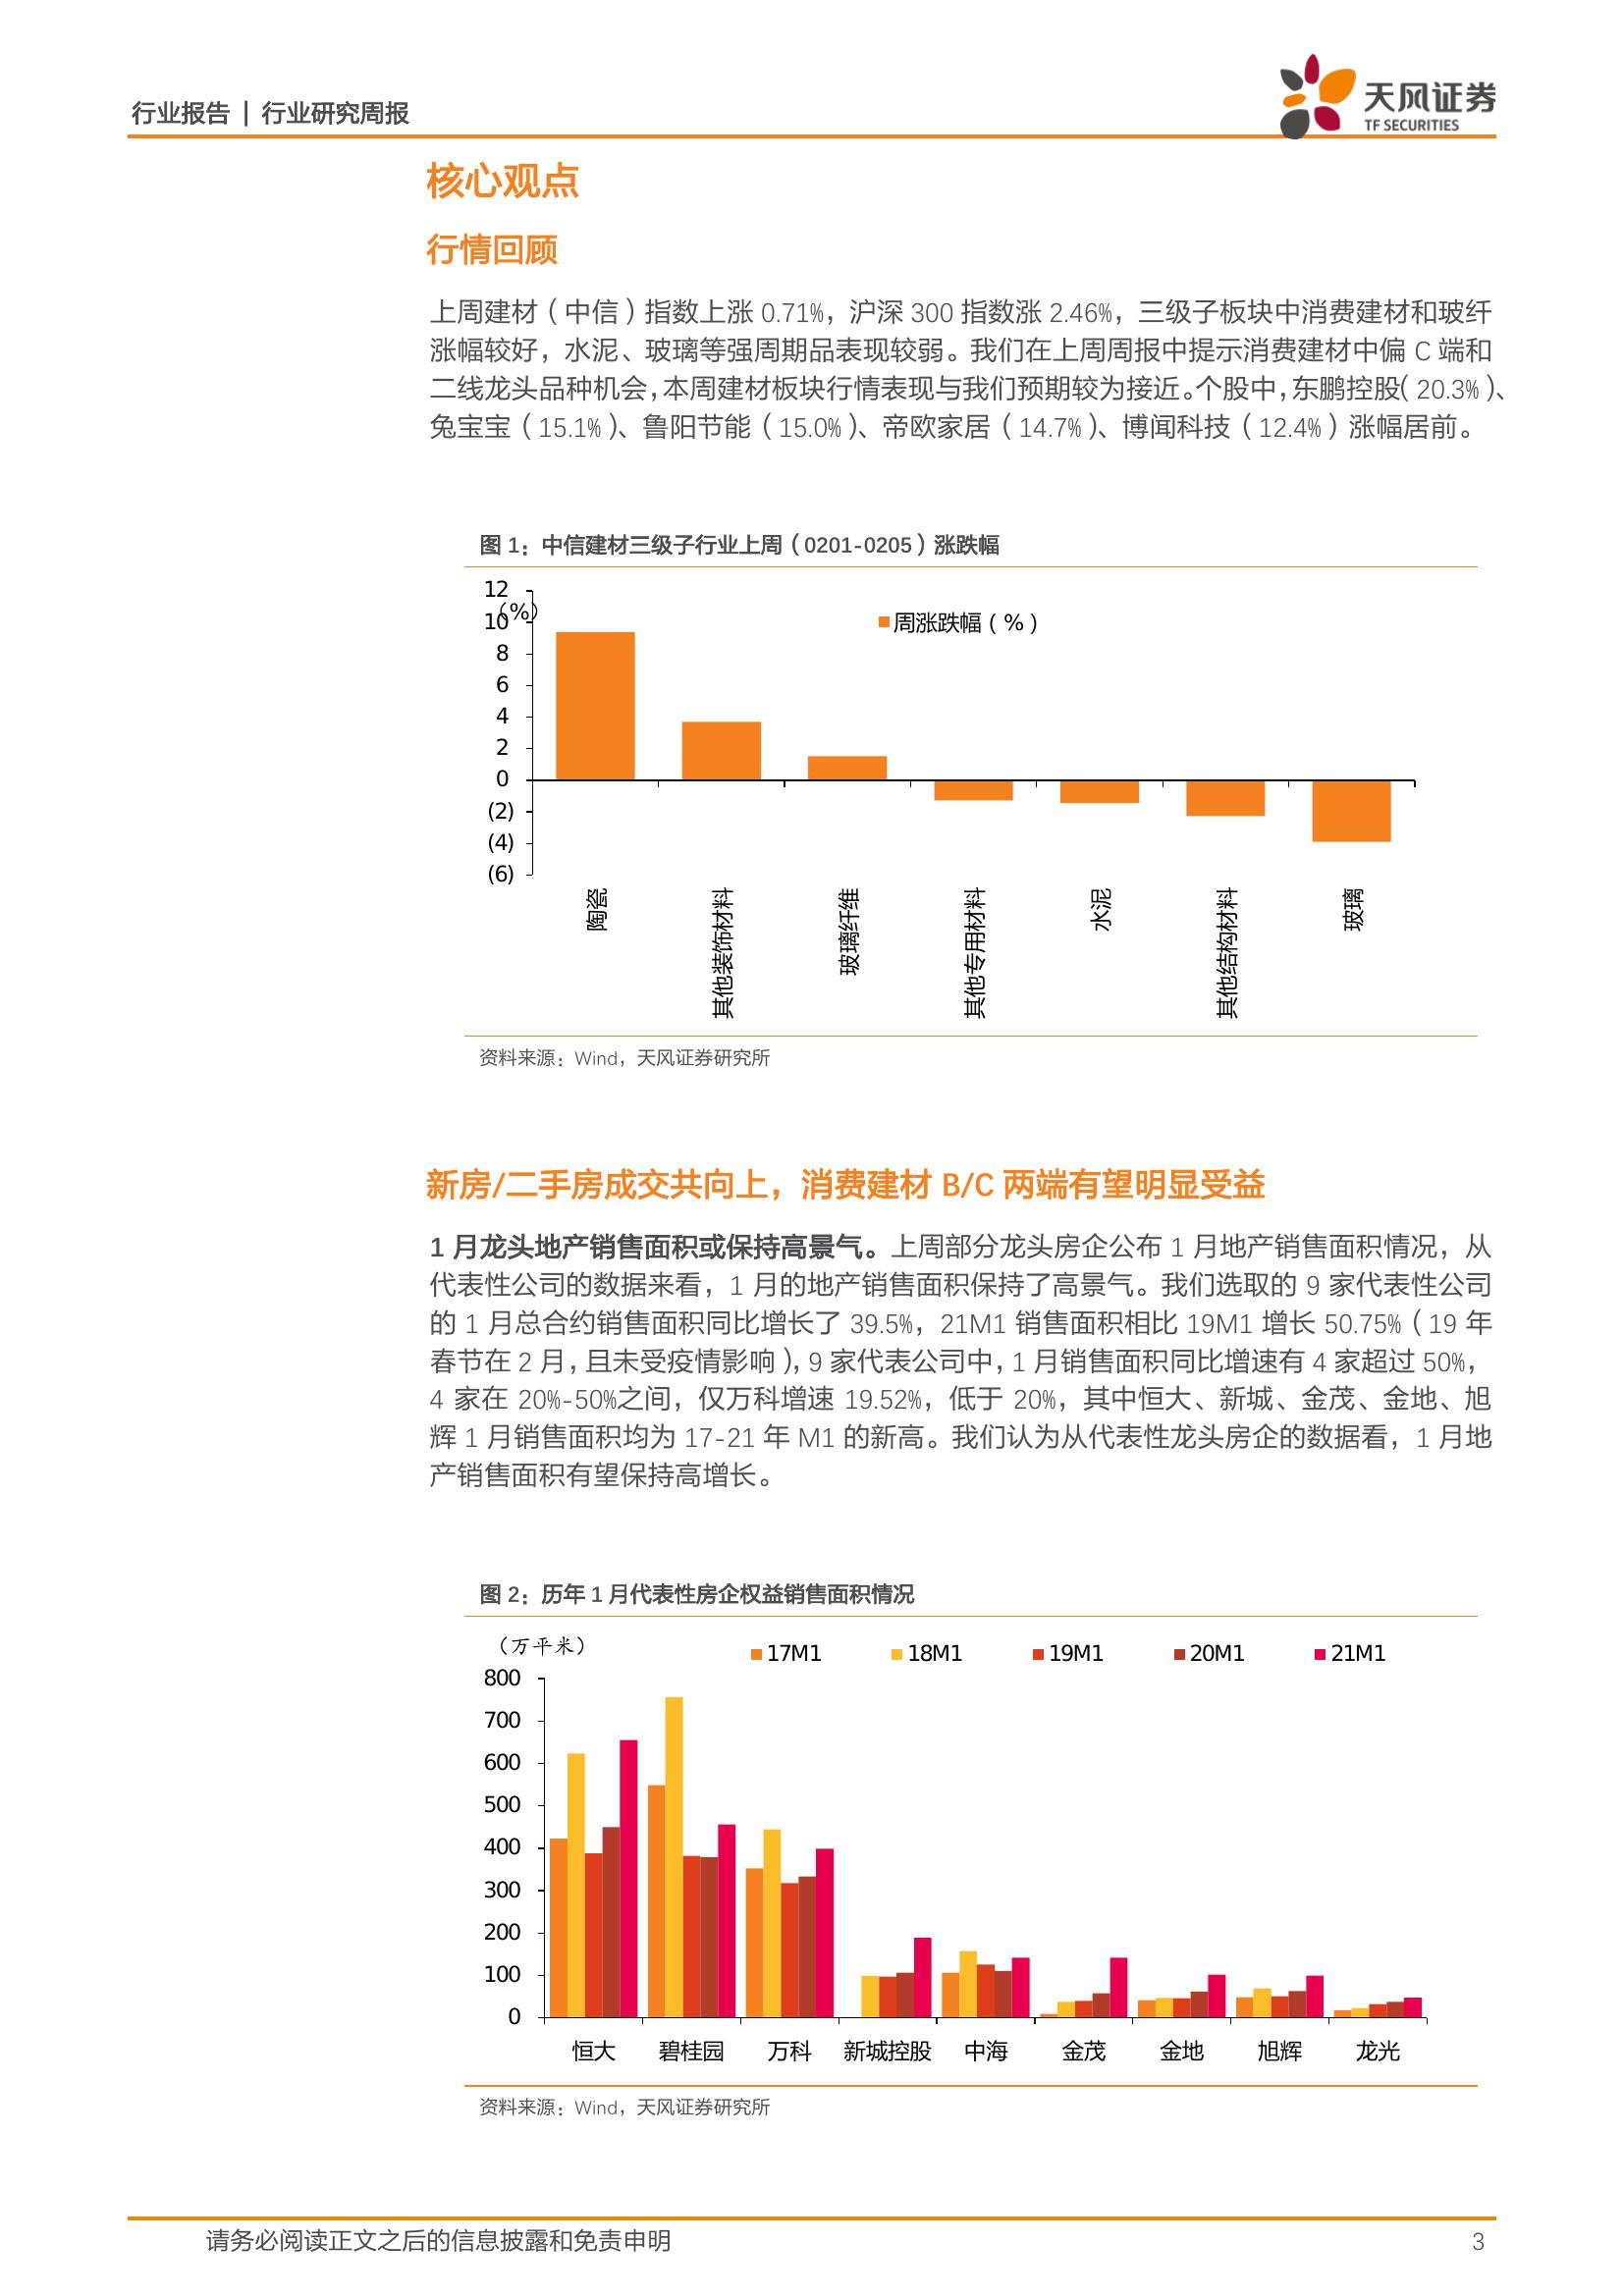 行业报告 | 行业研究周报
天风证券
TF SECURITIES
核心观点
行情回顾
上周建材（中信）指数上涨 0.71%，沪深 300 指数涨 2.46%，三级子板块中消费建材和玻纤
涨幅较好，水泥、玻璃等强周期品表现较弱。我们在上周周报中提示消费建材中偏 C 端和
二线龙头品种机会，本周建材板块行情表现与我们预期较为接近。个股中，东鹏控股（20.3%）、
兔宝宝（15.1%）、鲁阳节能（15.0%）、帝欧家居（14.7%）、博闻科技（12.4%）涨幅居前。
图 1：中信建材三级子行业上周（0201-0205）涨跌幅
12
（%）
10
8
6
4
2
0
(2)
(4)
(6)
周涨跌幅（%）
陶瓷
其他装饰材料
玻璃纤维
其他专用材料
水泥
其他结构材料
玻璃
资料来源：Wind，天风证券研究所
新房/二手房成交共向上，消费建材 B/C 两端有望明显受益
1 月龙头地产销售面积或保持高景气。上周部分龙头房企公布 1 月地产销售面积情况，从
代表性公司的数据来看，1 月的地产销售面积保持了高景气。我们选取的 9 家代表性公司
的 1 月总合约销售面积同比增长了 39.5%，21M1 销售面积相比 19M1 增长 50.75%（19 年
春节在 2 月，且未受疫情影响），9 家代表公司中，1 月销售面积同比增速有 4 家超过 50%，
4 家在 20%-50%之间，仅万科增速 19.52%，低于 20%，其中恒大、新城、金茂、金地、旭
辉 1 月销售面积均为 17-21 年 M1 的新高。我们认为从代表性龙头房企的数据看，1 月地
产销售面积有望保持高增长。
图 2：历年 1 月代表性房企权益销售面积情况
（万平米）
17M1 18M1 19M1 20M1 21M1
800
700
600
500
400
300
200
100
0
恒大 碧桂园 万科 新城控股 中海 金茂 金地 旭辉 龙光
资料来源：Wind，天风证券研究所
请务必阅读正文之后的信息披露和免责申明 3